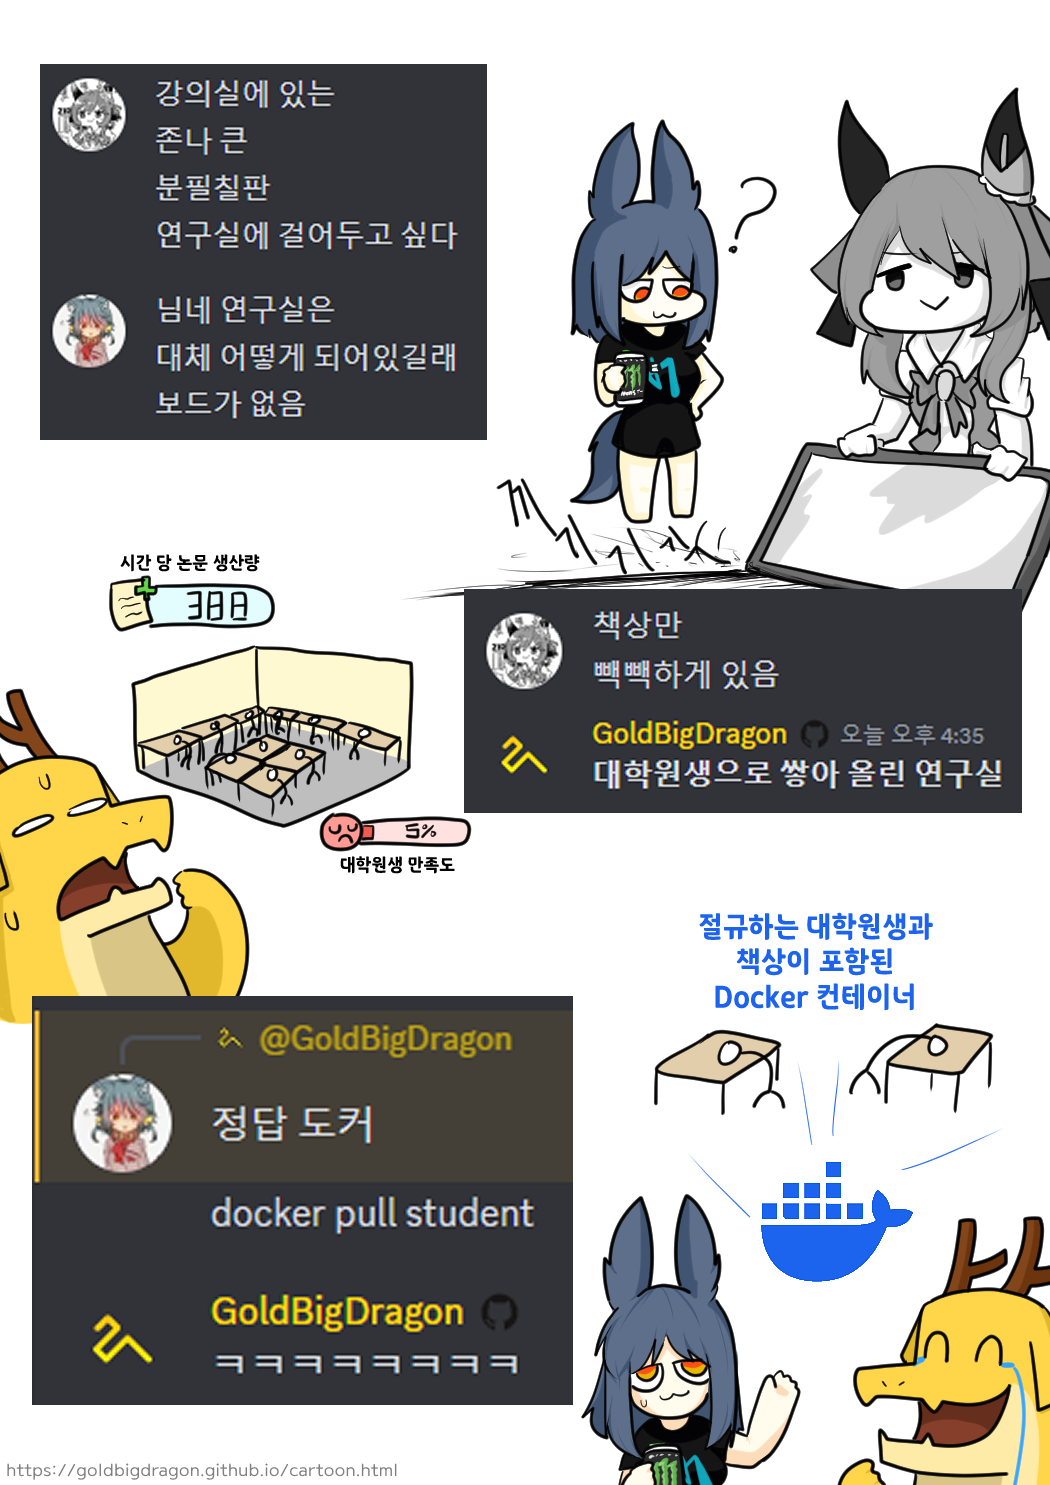 강의실에 있는
존나 큰
분필칠판
연구실에 걸어두고 싶다
님네 연구실은
대체 어떻게 되어있길래
보드가 없음
?
시간 당 논문 생산량
388
책상만
빽빽하게 있음
GoldBigDragon 오늘 오후 4:35
대학원생으로 쌓아 올린 연구실
5%
대학원생 만족도
절규하는 대학원생과
책상이 포함된
Docker 컨테이너
@GoldBigDragon
정답 도커
docker pull student
GoldBigDragon
ㅋㅋㅋㅋㅋㅋㅋㅋ
https://goldbigdragon.github.io/cartoon.html